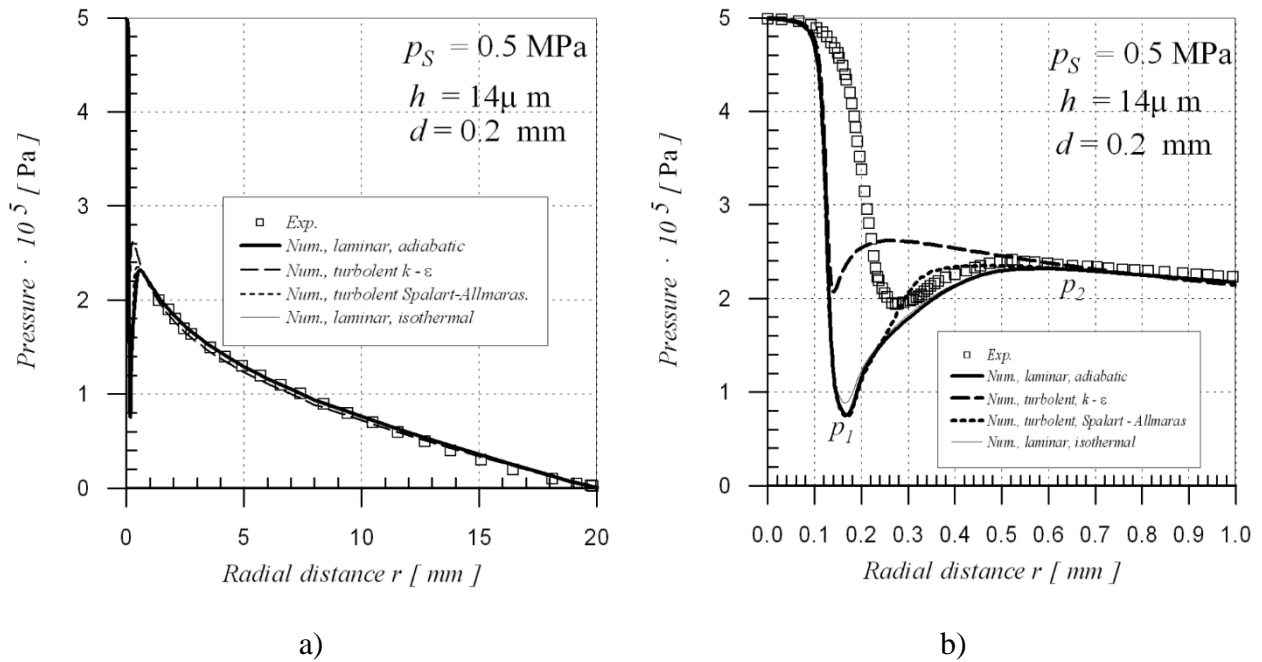 p_S = 0.5 MPa
h = 14μ m
d = 0.2 mm
Exp.
Num., laminar, adiabatic
Num., turbolent k - ε
Num., turbolent Spalart-Allmaras.
Num., laminar, isothermal
Pressure · 10^5 [ Pa ]
5
4
3
2
1
0
0 5 10 15 20
Radial distance r [ mm ]
a)
p_S = 0.5 MPa
h = 14μ m
d = 0.2 mm
p_2
p_1
Exp.
Num., laminar, adiabatic
Num., turbolent, k - ε
Num., turbolent, Spalart - Allmaras
Num., laminar, isothermal
Pressure · 10^5 [ Pa ]
5
4
3
2
1
0
0.0 0.1 0.2 0.3 0.4 0.5 0.6 0.7 0.8 0.9 1.0
Radial distance r [ mm ]
b)